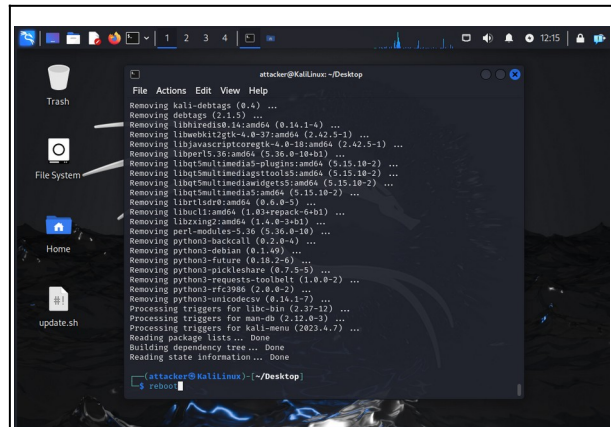 1 2 3 4
12:15
Trash
File System
Home
#!
update.sh
attacker@KaliLinux: ~/Desktop
File Actions Edit View Help
Removing kali-debtags (0.4) ...
Removing debtags (2.1.5) ...
Removing libhiredis0.14:amd64 (0.14.1-4) ...
Removing libwebkit2gtk-4.0-37:amd64 (2.42.5-1) ...
Removing libjavascriptcoregtk-4.0-18:amd64 (2.42.5-1) ...
Removing libperl5.36:amd64 (5.36.0-10+b1) ...
Removing libqt5multimedia5-plugins:amd64 (5.15.10-2) ...
Removing libqt5multimediagsttools5:amd64 (5.15.10-2) ...
Removing libqt5multimediawidgets5:amd64 (5.15.10-2) ...
Removing libqt5multimedia5:amd64 (5.15.10-2) ...
Removing librtlsdr0:amd64 (0.6.0-5) ...
Removing libucl1:amd64 (1.03+repack-6+b1) ...
Removing libzxing2:amd64 (1.4.0-3+b1) ...
Removing perl-modules-5.36 (5.36.0-10) ...
Removing python3-backcall (0.2.0-4) ...
Removing python3-debian (0.1.49) ...
Removing python3-future (0.18.2-6) ...
Removing python3-pickleshare (0.7.5-5) ...
Removing python3-requests-toolbelt (1.0.0-2) ...
Removing python3-rfc3986 (2.0.0-2) ...
Removing python3-unicodecsv (0.14.1-7) ...
Processing triggers for libc-bin (2.37-12) ...
Processing triggers for man-db (2.12.0-3) ...
Processing triggers for kali-menu (2023.4.7) ...
Reading package lists... Done
Building dependency tree... Done
Reading state information... Done
┌──(attacker㉿KaliLinux)-[~/Desktop]
└─$ reboot